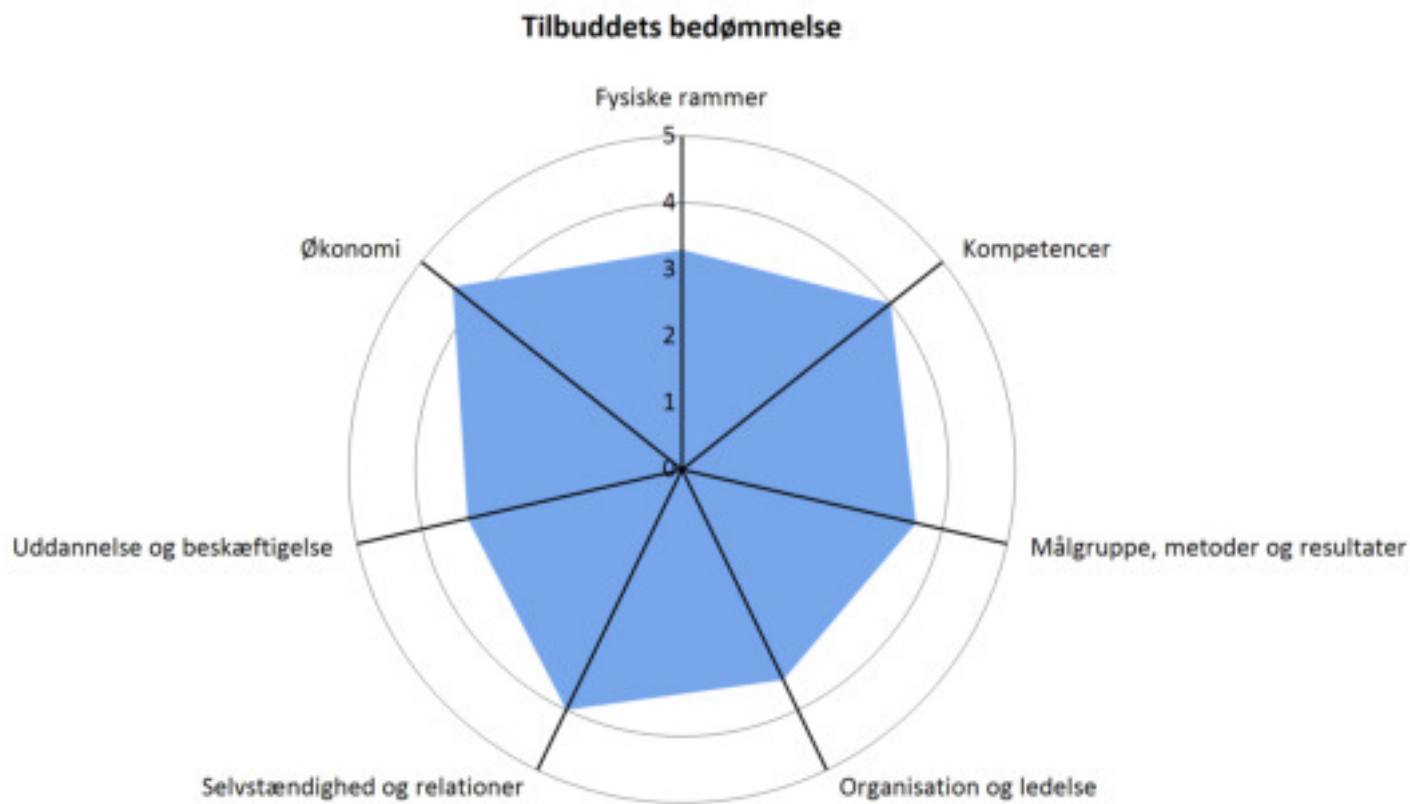 Tilbuddets bedømmelse
Fysiske rammer
5
4
Økonomi
Kompetencer
3
2
1
0
Uddannelse og beskæftigelse
Målgruppe, metoder og resultater
Selvstændighed og relationer
Organisation og ledelse